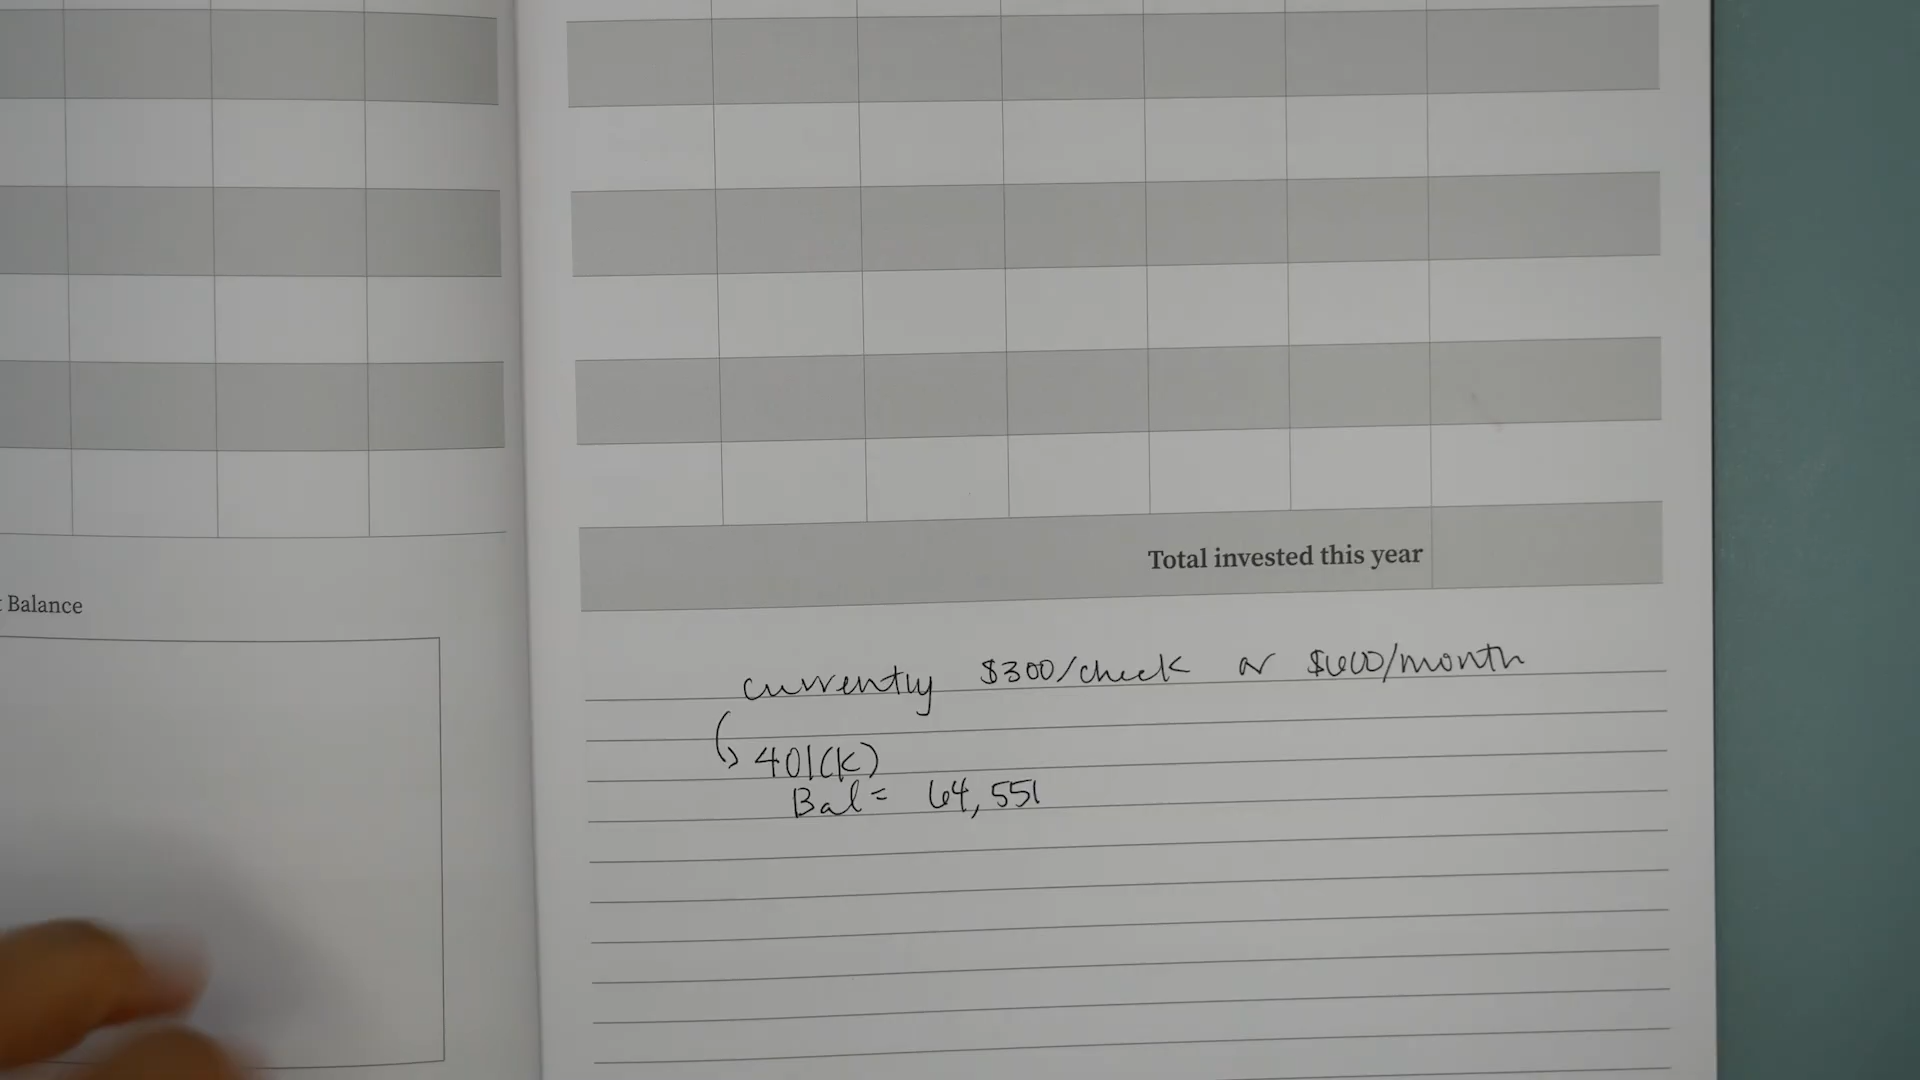 Balance
Total invested this year
currently $300/check or $600/month
401(k)
Bal = 64,551